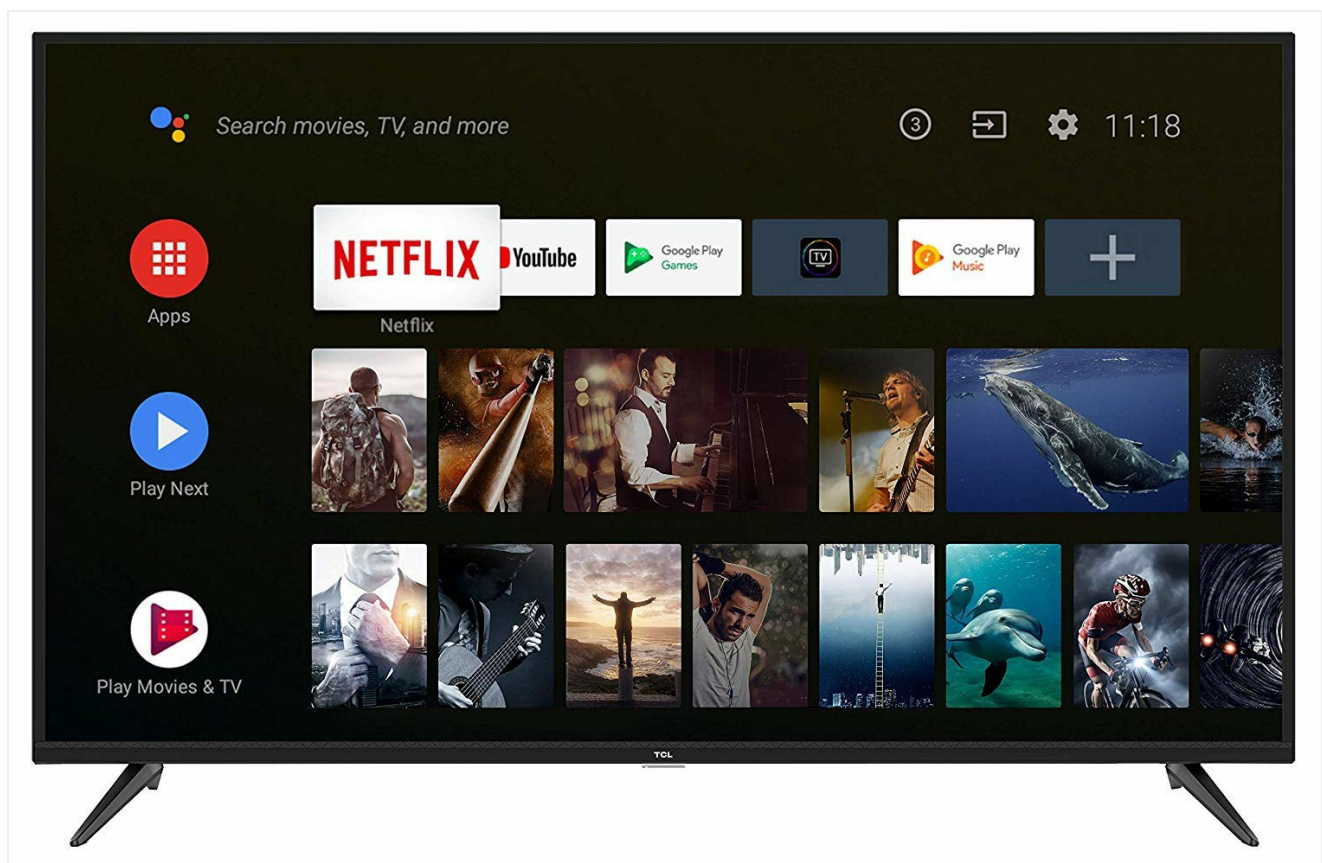 Search movies, TV, and more
3
11:18
NETFLIX
YouTube
Google Play
Games
TV
Google Play
Music
Netflix
Apps
Play Next
Play Movies & TV
TCL